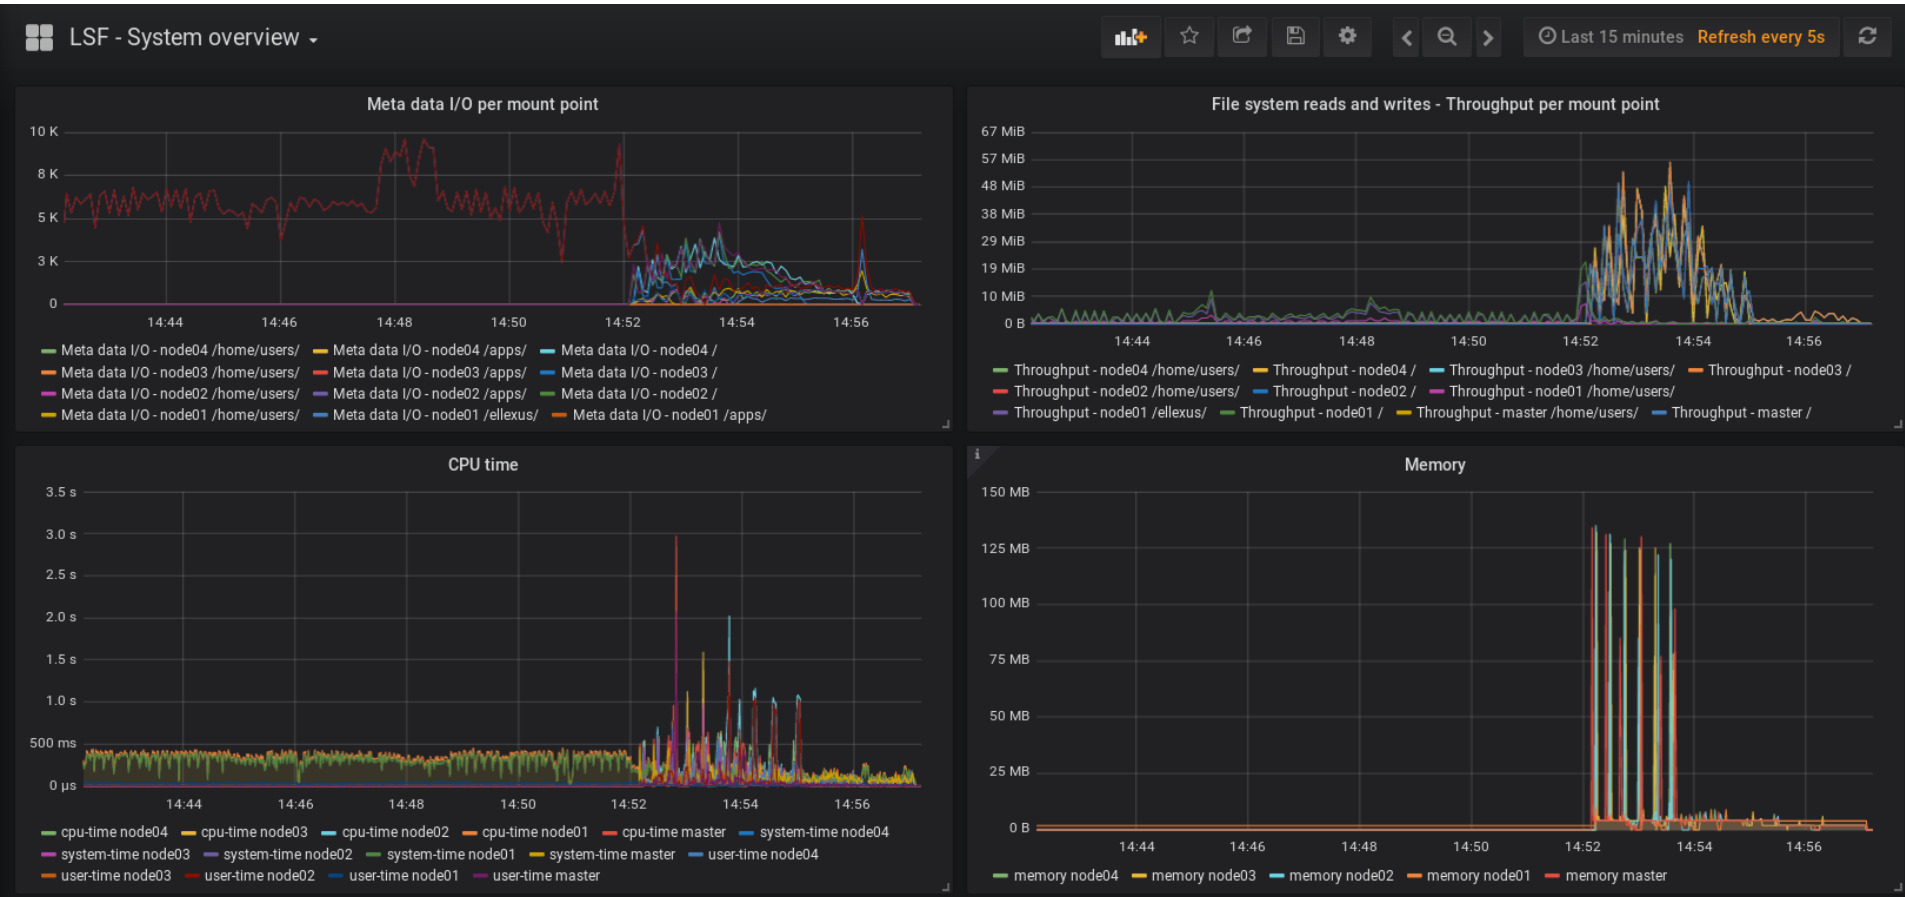 LSF - System overview
Last 15 minutes Refresh every 5s
Meta data I/O per mount point
10 K
8 K
5 K
3 K
0
14:44 14:46 14:48 14:50 14:52 14:54 14:56
Meta data I/O - node04 /home/users/ Meta data I/O - node04 /apps/ Meta data I/O - node04 /
Meta data I/O - node03 /home/users/ Meta data I/O - node03 /apps/ Meta data I/O - node03 /
Meta data I/O - node02 /home/users/ Meta data I/O - node02 /apps/ Meta data I/O - node02 /
Meta data I/O - node01 /home/users/ Meta data I/O - node01 /ellexus/ Meta data I/O - node01 /apps/
File system reads and writes - Throughput per mount point
67 MiB
57 MiB
48 MiB
38 MiB
29 MiB
19 MiB
10 MiB
0 B
14:44 14:46 14:48 14:50 14:52 14:54 14:56
Throughput - node04 /home/users/ Throughput - node04 / Throughput - node03 /home/users/ Throughput - node03 /
Throughput - node02 /home/users/ Throughput - node02 / Throughput - node01 /home/users/
Throughput - node01 /ellexus/ Throughput - node01 / Throughput - master /home/users/ Throughput - master /
CPU time
3.5 s
3.0 s
2.5 s
2.0 s
1.5 s
1.0 s
500 ms
0 µs
14:44 14:46 14:48 14:50 14:52 14:54 14:56
cpu-time node04 cpu-time node03 cpu-time node02 cpu-time node01 cpu-time master system-time node04
system-time node03 system-time node02 system-time node01 system-time master user-time node04
user-time node03 user-time node02 user-time node01 user-time master
i
Memory
150 MB
125 MB
100 MB
75 MB
50 MB
25 MB
0 B
14:44 14:46 14:48 14:50 14:52 14:54 14:56
memory node04 memory node03 memory node02 memory node01 memory master